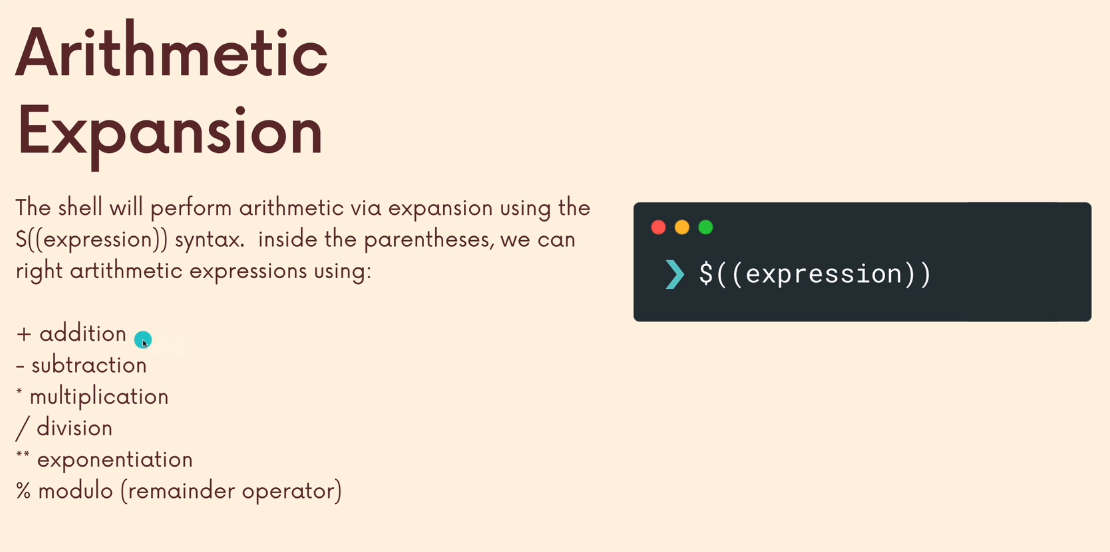 Arithmetic
Expansion
The shell will perform arithmetic via expansion using the
$((expression)) syntax.  inside the parentheses, we can
right artithmetic expressions using:
+ addition
- subtraction
* multiplication
/ division
** exponentiation
% modulo (remainder operator)
❯ $((expression))